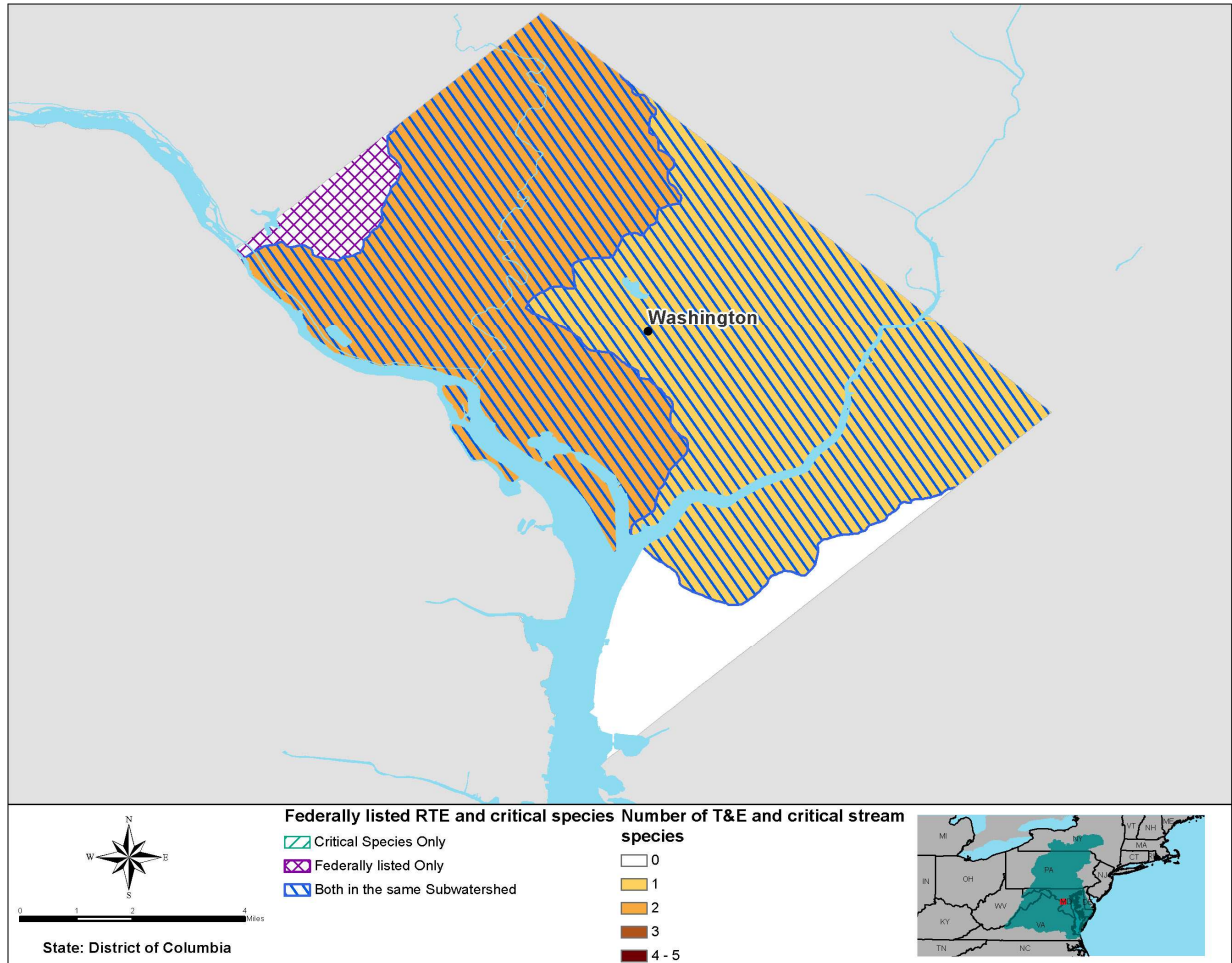 Washington
N
W
E
S
0
1
2
4
Miles
State: District of Columbia
Federally listed RTE and critical species
Critical Species Only
Federally listed Only
Both in the same Subwatershed
Number of T&E and critical stream
species
0
1
2
3
4 - 5
MI
NY
VT
NH
ME
MA
CT
PA
NJ
IN
OH
WV
KY
VA
TN
NC